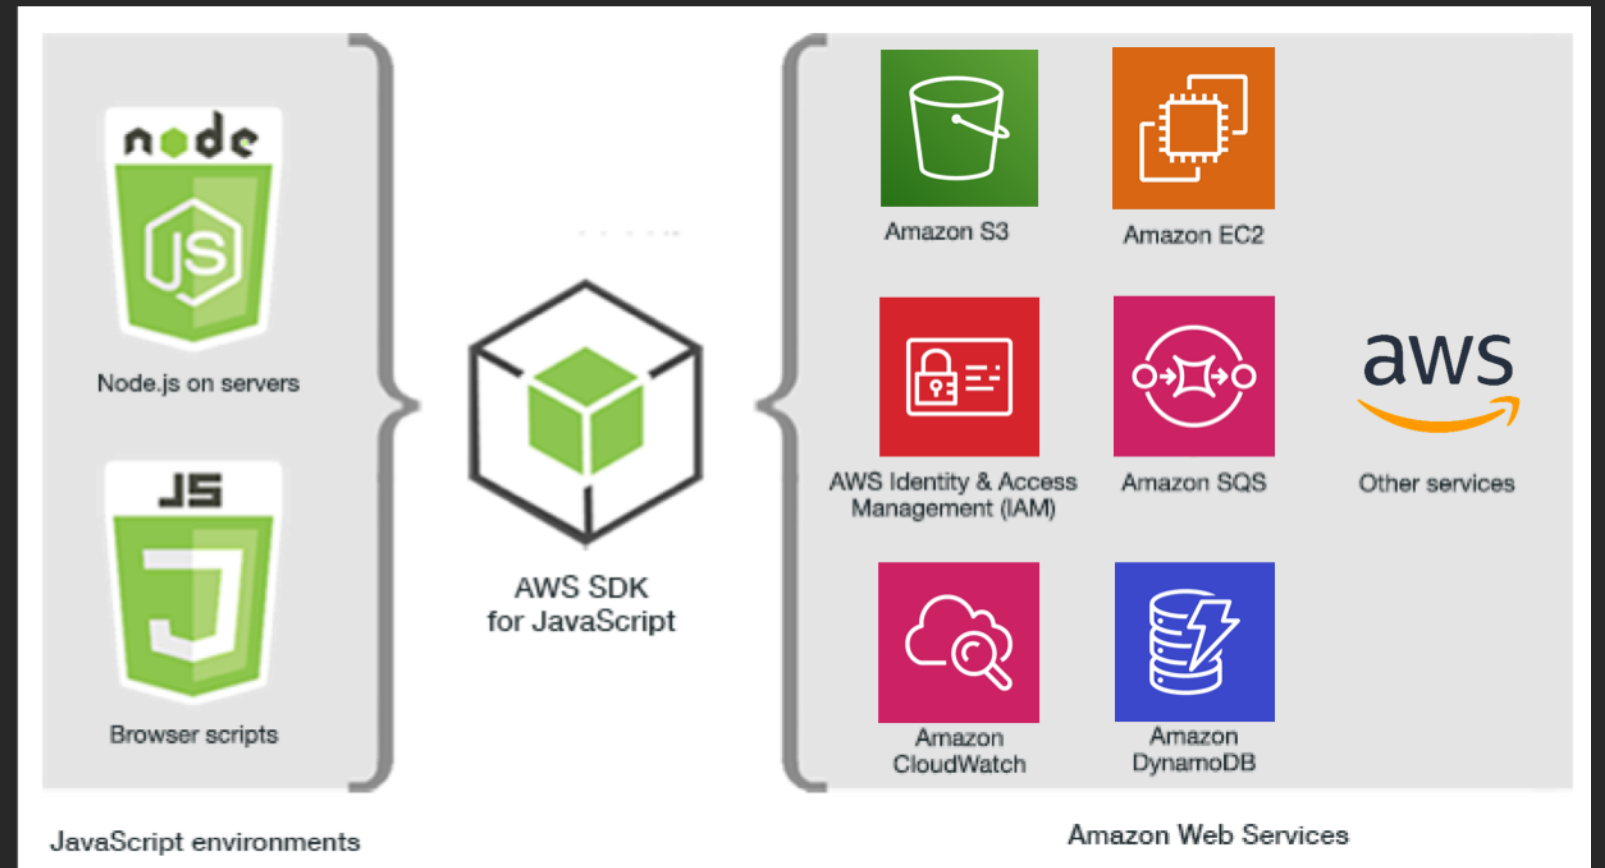 node
JS
Node.js on servers
JS
Browser scripts
JavaScript environments
AWS SDK
for JavaScript
Amazon S3
Amazon EC2
AWS Identity & Access
Management (IAM)
Amazon SQS
aws
Other services
Amazon
CloudWatch
Amazon
DynamoDB
Amazon Web Services